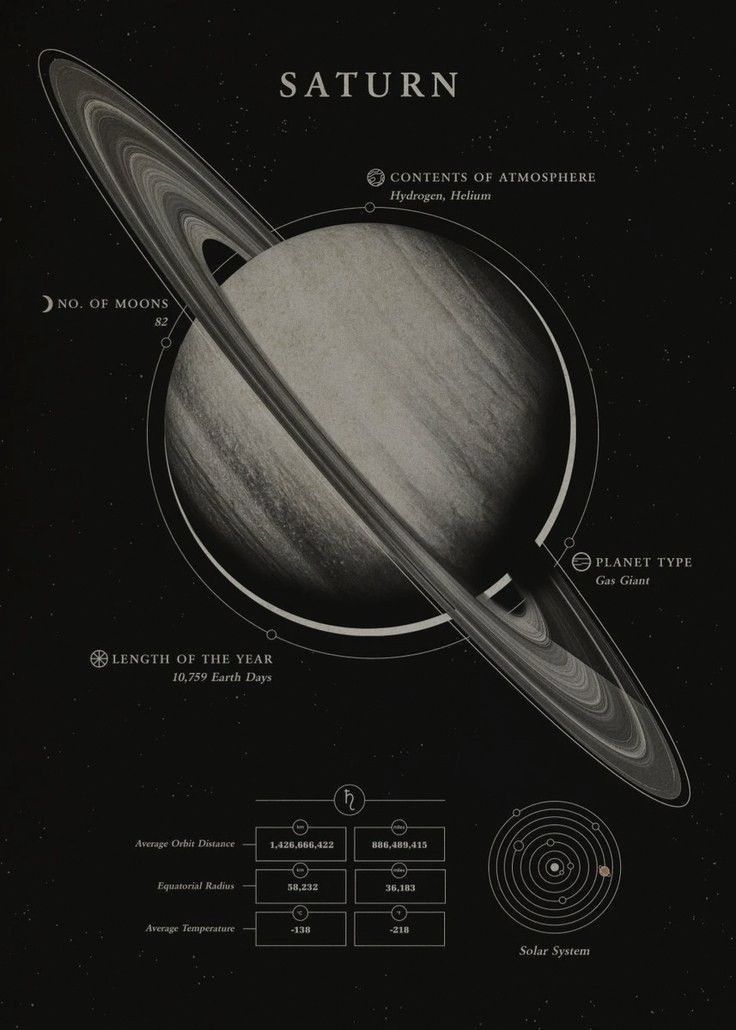 SATURN
CONTENTS OF ATMOSPHERE
Hydrogen, Helium
NO. OF MOONS
82
PLANET TYPE
Gas Giant
LENGTH OF THE YEAR
10,759 Earth Days
♄
km miles
Average Orbit Distance 1,426,666,422 886,489,415
km miles
Equatorial Radius 58,232 36,183
°C °F
Average Temperature -138 -218
Solar System